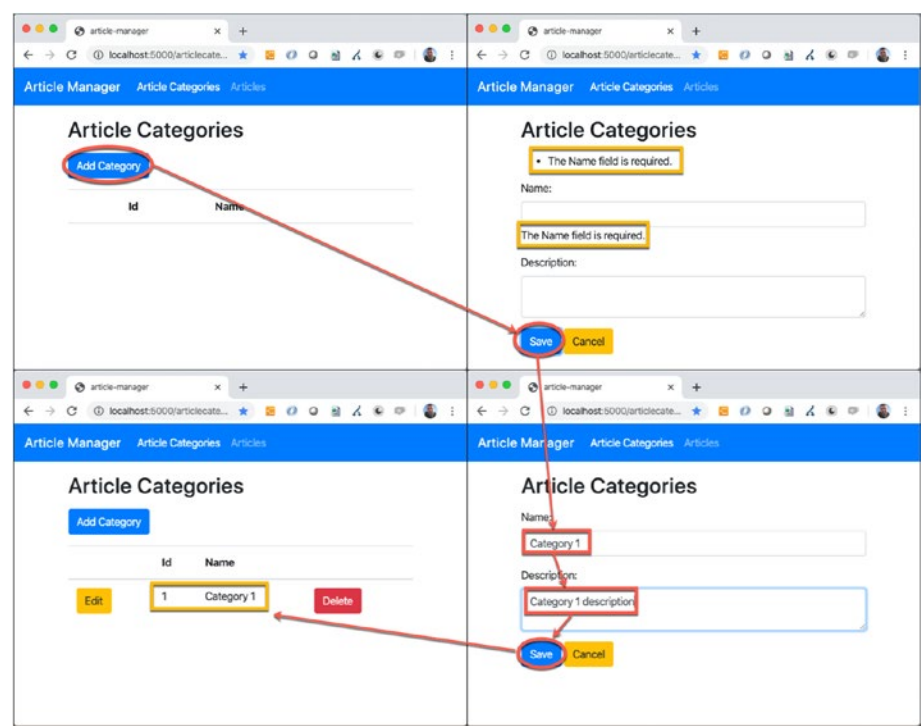 article-manager
localhost:5000/articlecate...
Article Manager Article Categories Articles
Article Categories
Add Category
Id Name
article-manager
localhost:5000/articlecate...
Article Manager Article Categories Articles
Article Categories
• The Name field is required.
Name:
The Name field is required.
Description:
Save Cancel
article-manager
localhost:5000/articlecate...
Article Manager Article Categories Articles
Article Categories
Add Category
Id Name
Edit 1 Category 1 Delete
article-manager
localhost:5000/articlecate...
Article Manager Article Categories Articles
Article Categories
Name:
Category 1
Description:
Category 1 description
Save Cancel